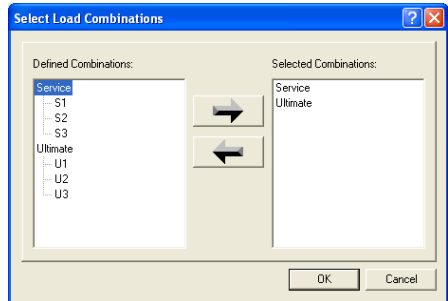 Select Load Combinations
Defined Combinations:
Service
S1
S2
S3
Ultimate
U1
U2
U3
Selected Combinations:
Service
Ultimate
OK
Cancel